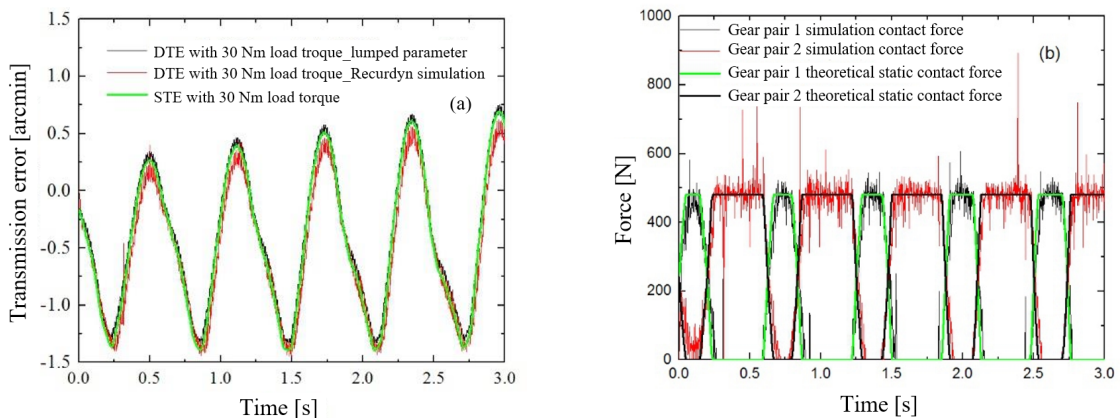 1.5
1.0
0.5
0.0
-0.5
-1.0
-1.5
Transmission error [arcmin]
DTE with 30 Nm load troque_lumped parameter
DTE with 30 Nm load troque_Recurdyn simulation
STE with 30 Nm load torque
(a)
0.0 0.5 1.0 1.5 2.0 2.5 3.0
Time [s]
1000
800
600
400
200
0
Force [N]
Gear pair 1 simulation contact force
Gear pair 2 simulation contact force
Gear pair 1 theoretical static contact force
Gear pair 2 theoretical static contact force
(b)
0.0 0.5 1.0 1.5 2.0 2.5 3.0
Time [s]